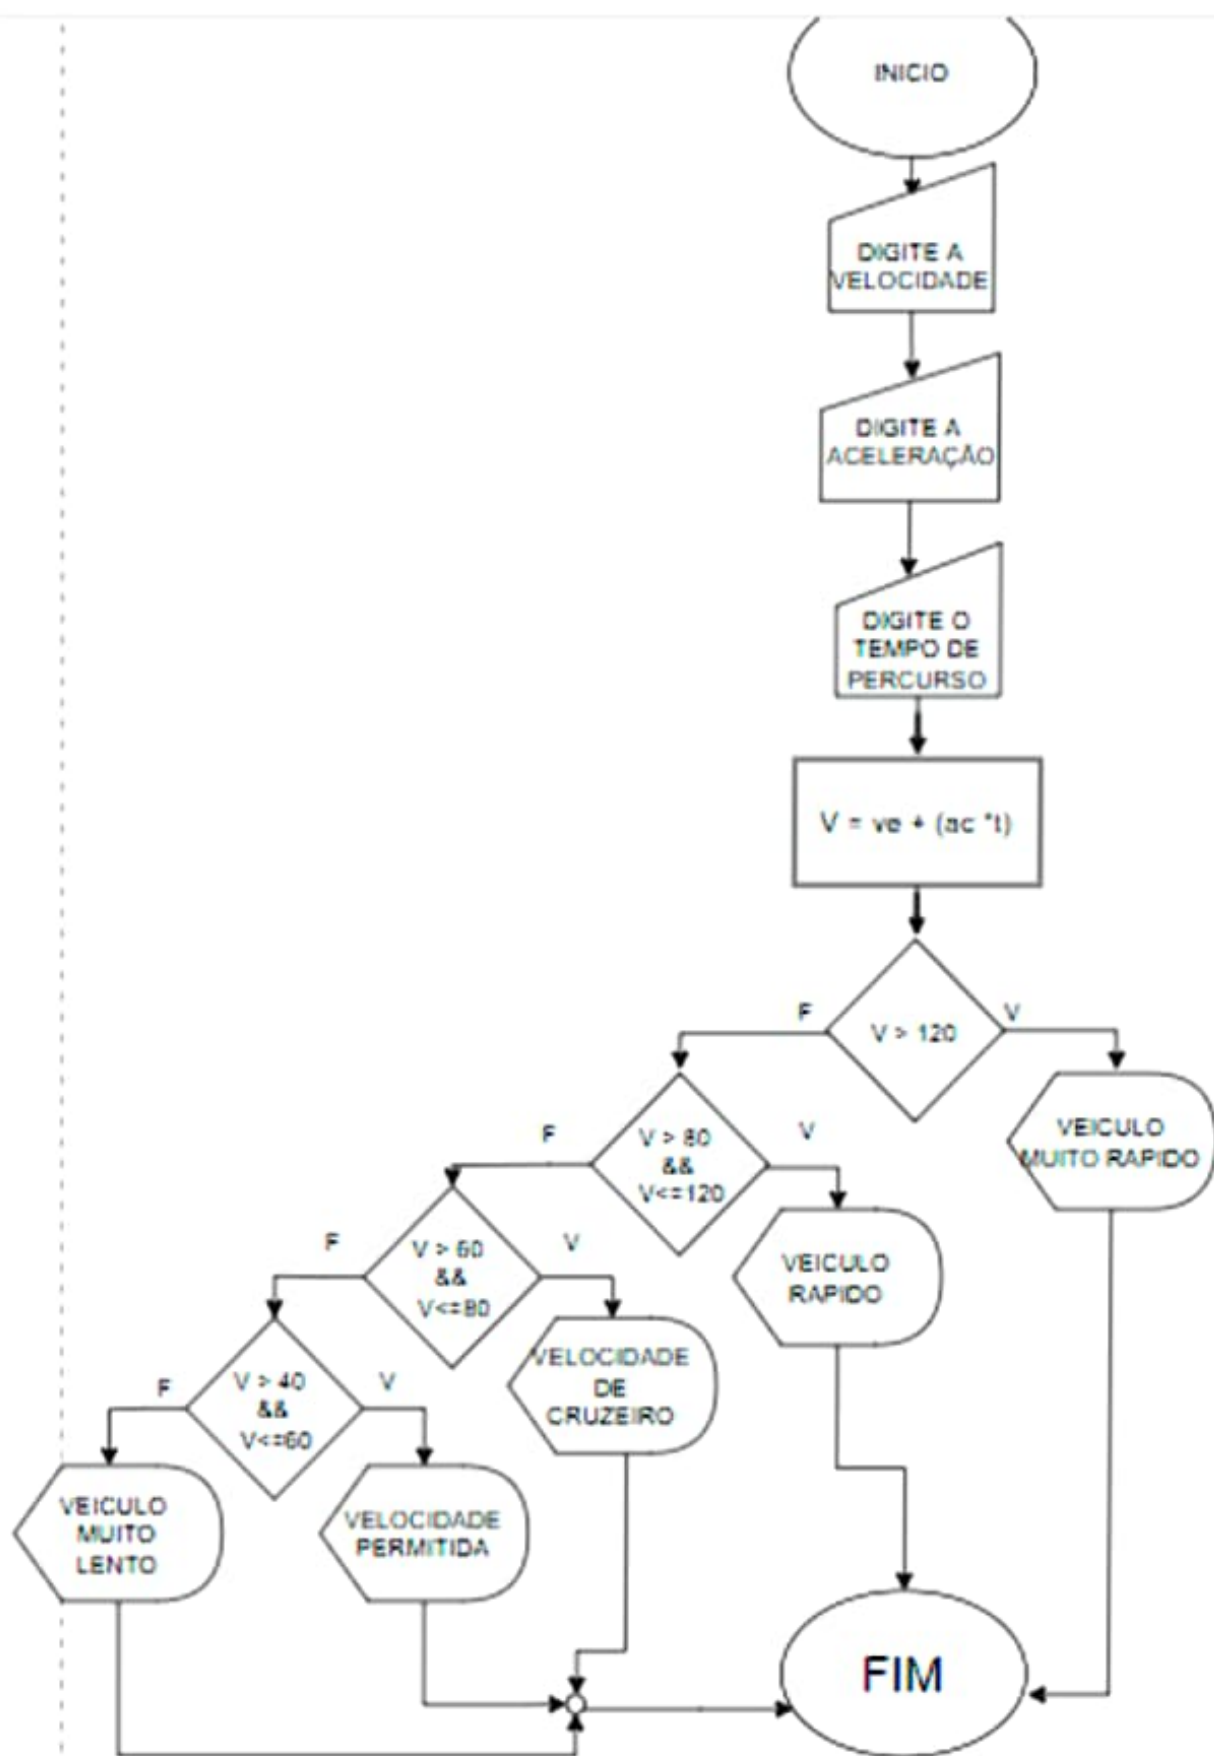 INICIO
DIGITE A
VELOCIDADE
DIGITE A
ACELERAÇÃO
DIGITE O
TEMPO DE
PERCURSO
V = ve + (ac *t)
V > 120
F
V
VEICULO
MUITO RAPIDO
V > 80
&&
V<=120
F
V
VEICULO
RAPIDO
V > 60
&&
V<=80
F
V
VELOCIDADE
DE
CRUZEIRO
V > 40
&&
V<=60
F
V
VEICULO
MUITO
LENTO
VELOCIDADE
PERMITIDA
FIM